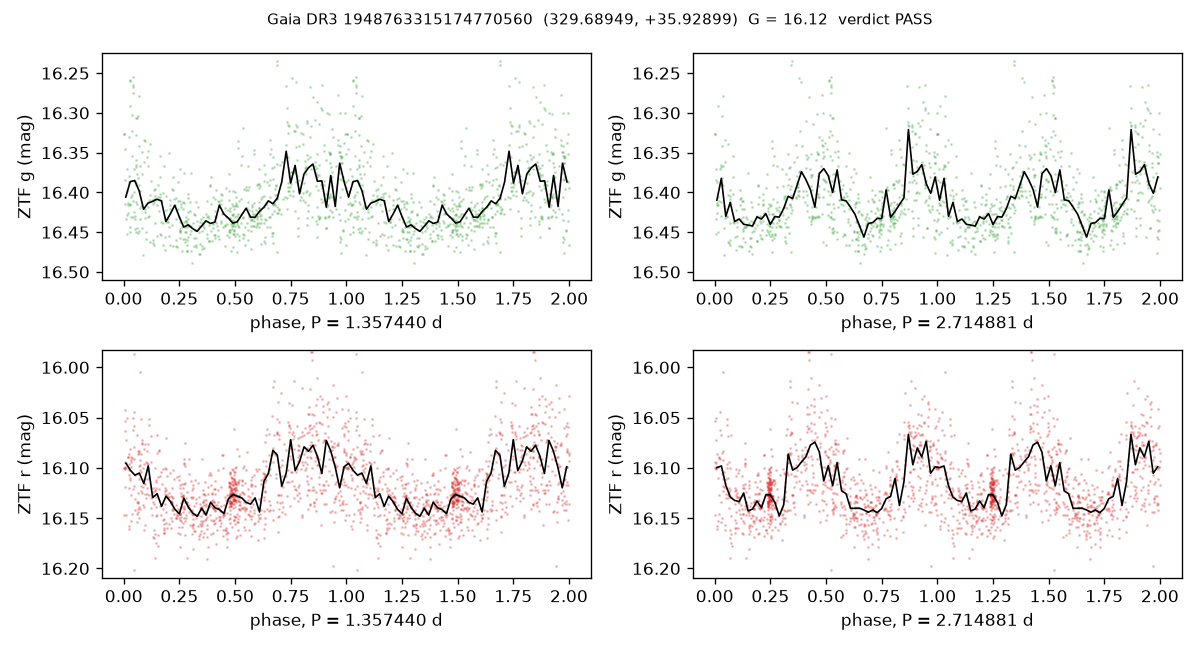 Gaia DR3 1948763315174770560 (329.68949, +35.92899) G = 16.12 verdict PASS
ZTF g (mag)
16.25
16.30
16.35
16.40
16.45
16.50
0.00 0.25 0.50 0.75 1.00 1.25 1.50 1.75 2.00
phase, P = 1.357440 d
ZTF g (mag)
16.25
16.30
16.35
16.40
16.45
16.50
0.00 0.25 0.50 0.75 1.00 1.25 1.50 1.75 2.00
phase, P = 2.714881 d
ZTF r (mag)
16.00
16.05
16.10
16.15
16.20
0.00 0.25 0.50 0.75 1.00 1.25 1.50 1.75 2.00
phase, P = 1.357440 d
ZTF r (mag)
16.00
16.05
16.10
16.15
16.20
0.00 0.25 0.50 0.75 1.00 1.25 1.50 1.75 2.00
phase, P = 2.714881 d